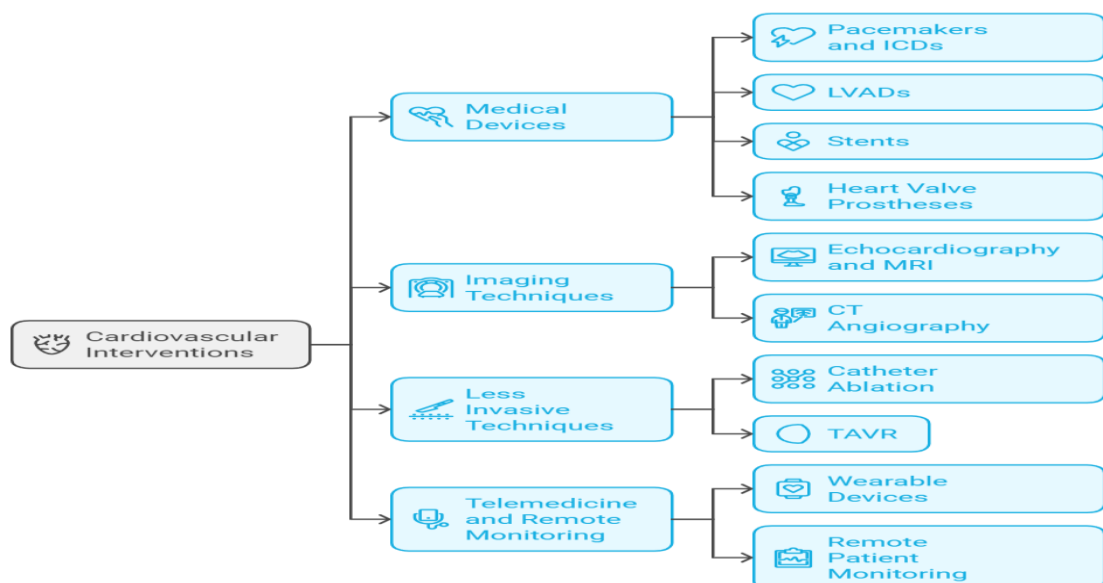 Cardiovascular
Interventions
Medical
Devices
Pacemakers
and ICDs
LVADs
Stents
Heart Valve
Prostheses
Imaging
Techniques
Echocardiography
and MRI
CT
Angiography
Less
Invasive
Techniques
Catheter
Ablation
TAVR
Telemedicine
and Remote
Monitoring
Wearable
Devices
Remote
Patient
Monitoring